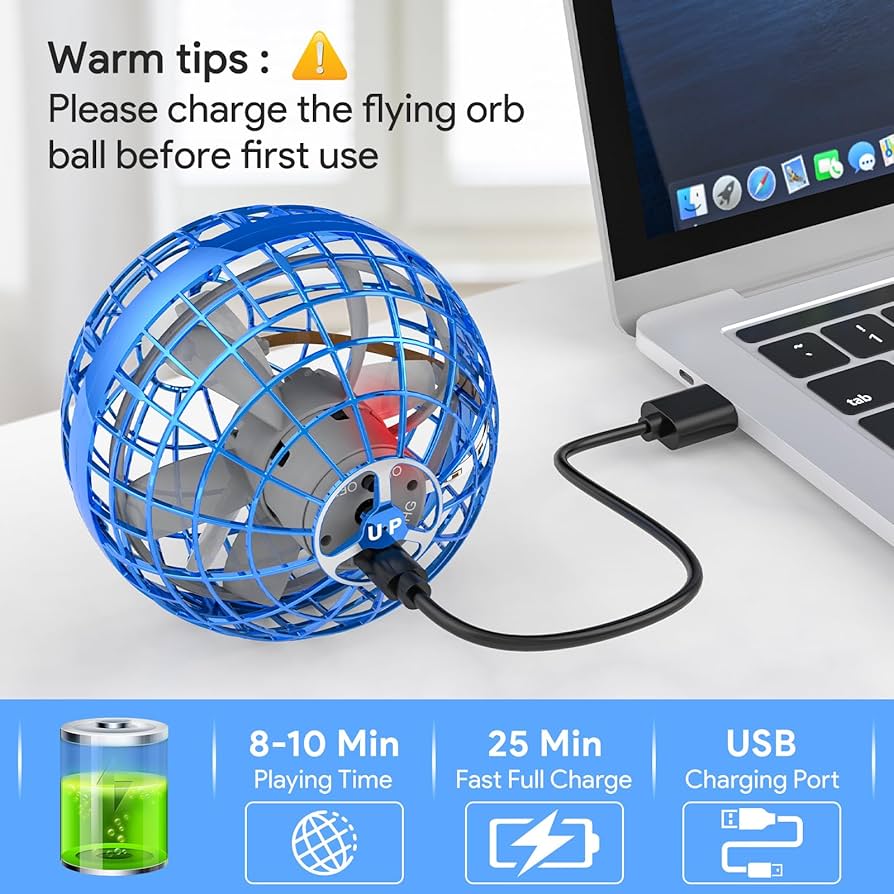 Warm tips : ⚠️
Please charge the flying orb
ball before first use
tab
U·P
8-10 Min
Playing Time
25 Min
Fast Full Charge
USB
Charging Port